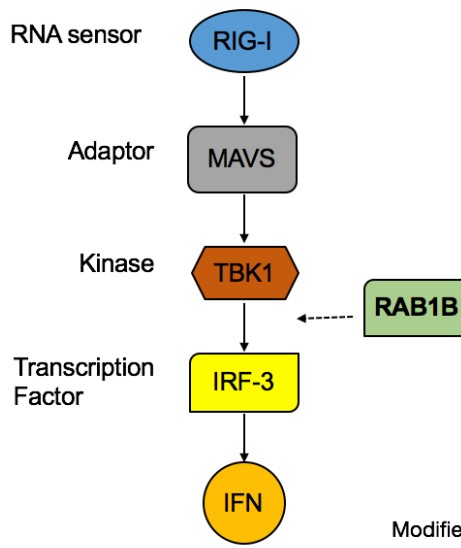 RNA sensor
RIG-I
Adaptor
MAVS
Kinase
TBK1
RAB1B
Transcription
Factor
IRF-3
IFN